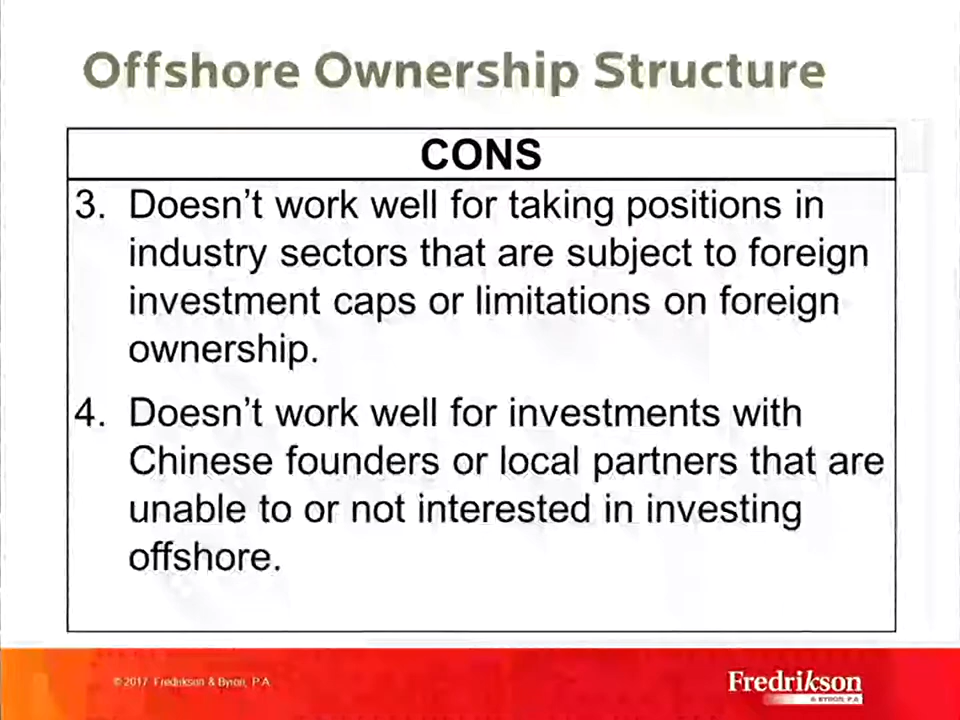 Offshore Ownership Structure
CONS
3. Doesn't work well for taking positions in
industry sectors that are subject to foreign
investment caps or limitations on foreign
ownership.
4. Doesn't work well for investments with
Chinese founders or local partners that are
unable to or not interested in investing
offshore.
© 2017 Fredrikson & Byron, P.A.
Fredrikson
& BYRON, P.A.